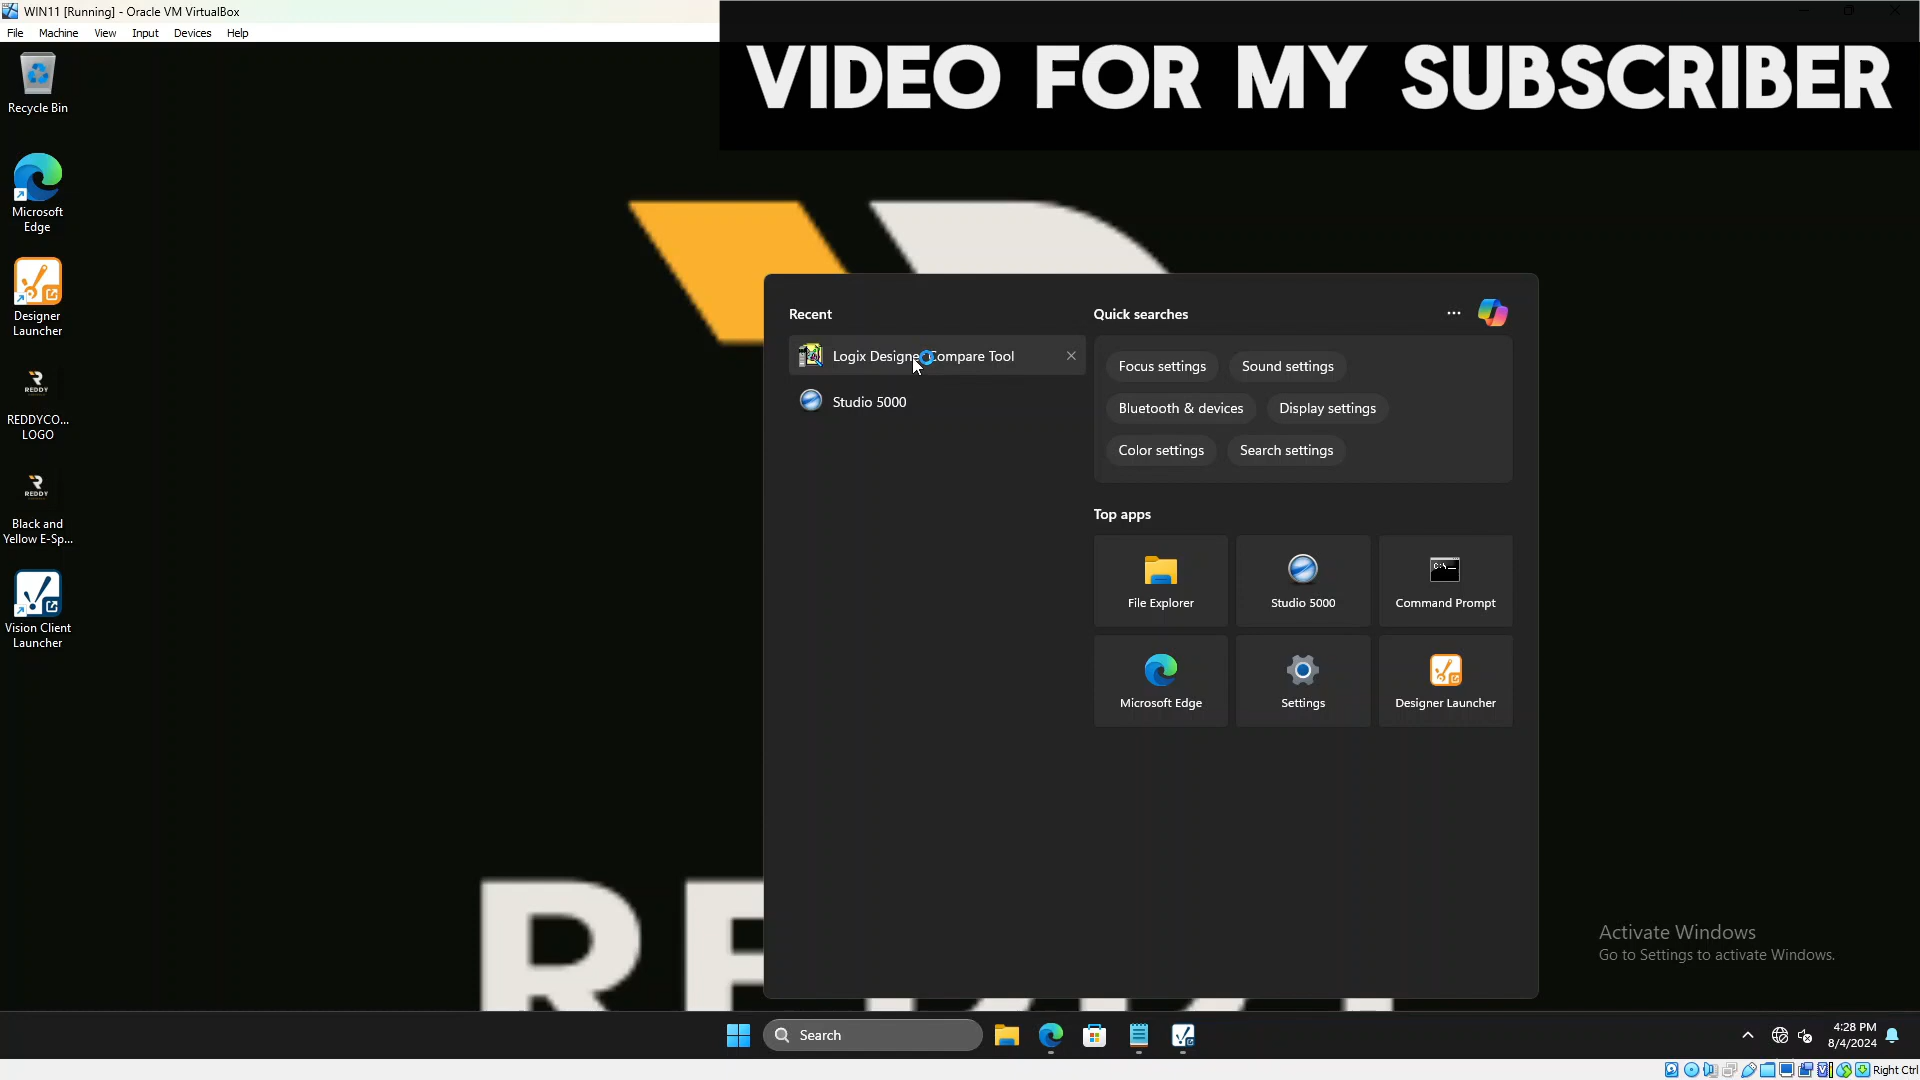 WIN11 [Running] - Oracle VM VirtualBox
File Machine View Input Devices Help
VIDEO FOR MY SUBSCRIBER
Recycle Bin
Microsoft
Edge
Designer
Launcher
REDDY
REDDYCO...
LOGO
REDDY
Black and
Yellow E-Sp...
Vision Client
Launcher
Recent
Logix Designer Compare Tool
Studio 5000
Quick searches
Focus settings
Sound settings
Bluetooth & devices
Display settings
Color settings
Search settings
Top apps
File Explorer
Studio 5000
Command Prompt
Microsoft Edge
Settings
Designer Launcher
Activate Windows
Go to Settings to activate Windows.
Search
4:28 PM
8/4/2024
Right Ctrl